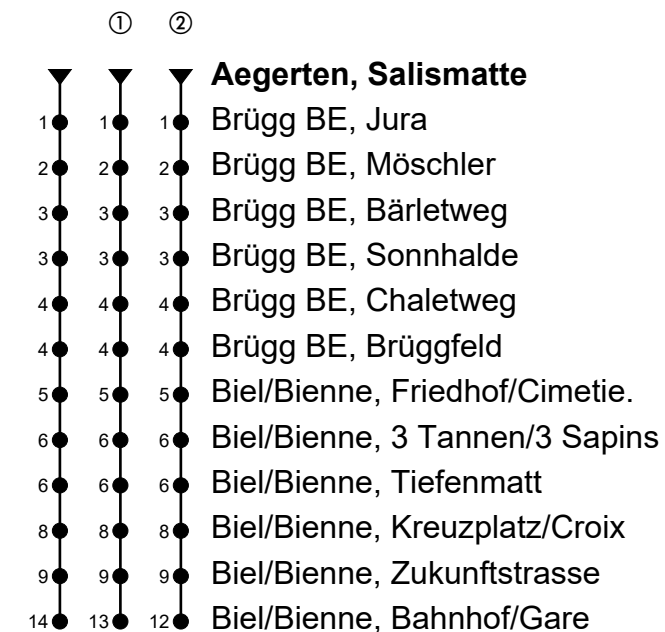 ① ②
Aegerten, Salismatte
1 1 1 Brügg BE, Jura
2 2 2 Brügg BE, Möschler
3 3 3 Brügg BE, Bärletweg
3 3 3 Brügg BE, Sonnhalde
4 4 4 Brügg BE, Chaletweg
4 4 4 Brügg BE, Brüggfeld
5 5 5 Biel/Bienne, Friedhof/Cimetie.
6 6 6 Biel/Bienne, 3 Tannen/3 Sapins
6 6 6 Biel/Bienne, Tiefenmatt
8 8 8 Biel/Bienne, Kreuzplatz/Croix
9 9 9 Biel/Bienne, Zukunftstrasse
14 13 12 Biel/Bienne, Bahnhof/Gare